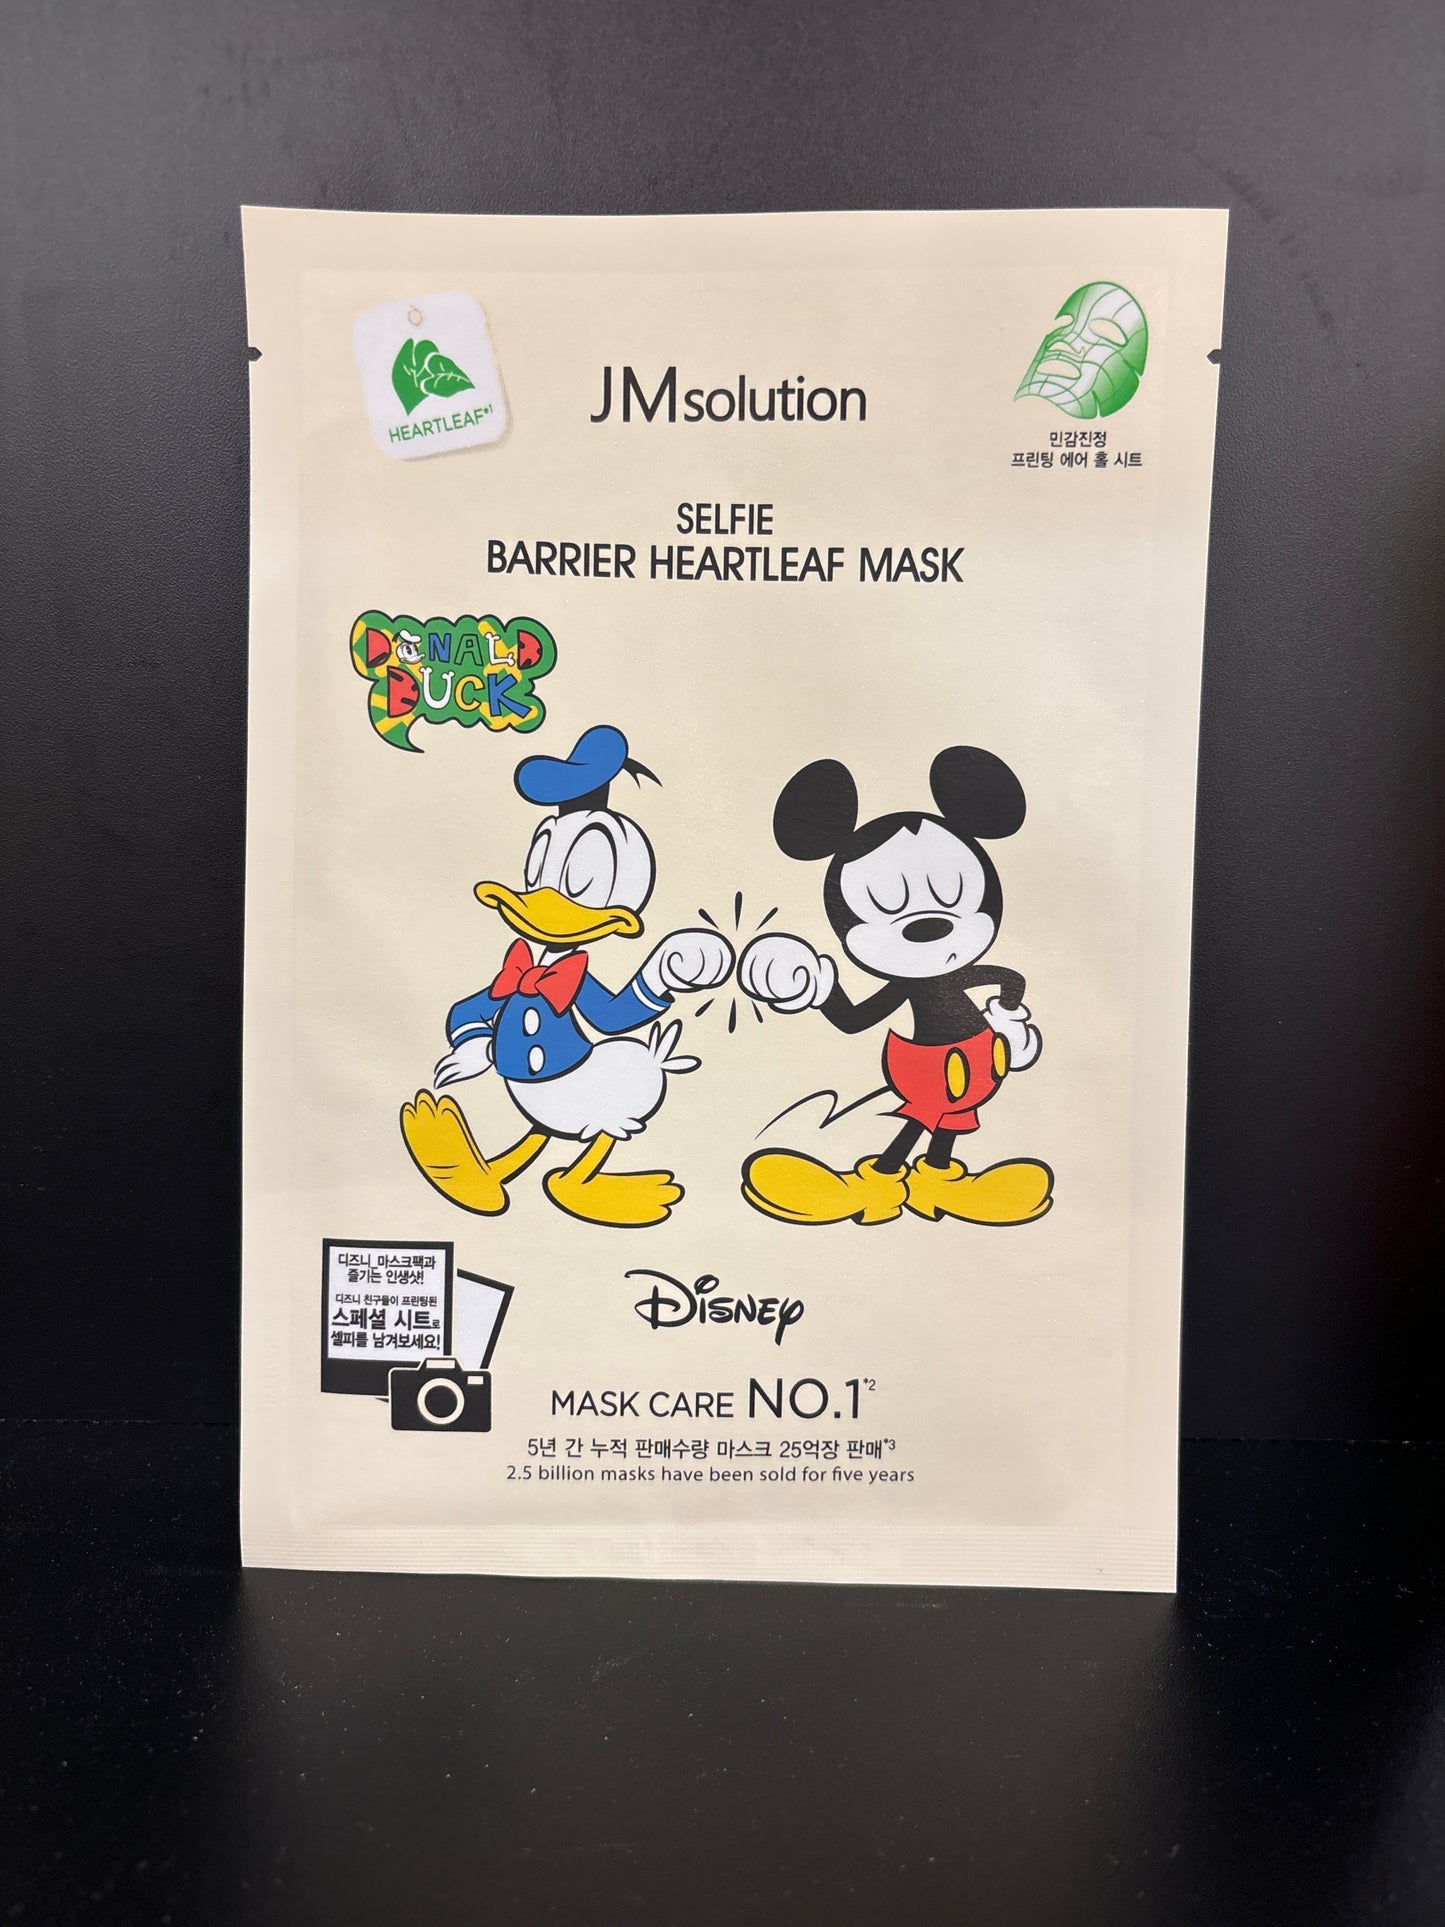 HEARTLEAF*1
JMsolution
민감진정
프린팅 에어 홀 시트
SELFIE
BARRIER HEARTLEAF MASK
DONALD
DUCK
디즈니_마스크팩과
즐기는 인생샷!
디즈니 친구들이 프린팅된
스페셜 시트로
셀피를 남겨보세요!
Disney
MASK CARE NO.1*2
5년 간 누적 판매수량 마스크 25억장 판매*3
2.5 billion masks have been sold for five years